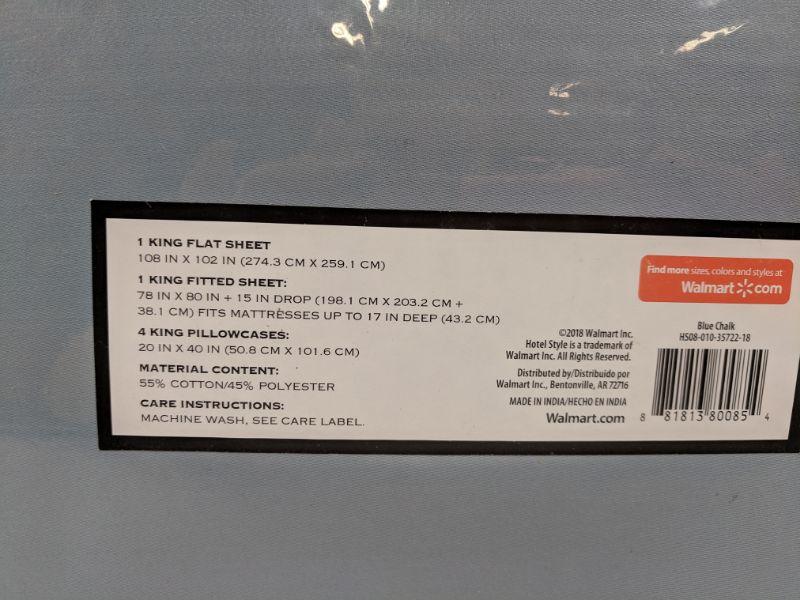 1 KING FLAT SHEET
108 IN X 102 IN (274.3 CM X 259.1 CM)
1 KING FITTED SHEET:
78 IN X 80 IN + 15 IN DROP (198.1 CM X 203.2 CM +
38.1 CM) FITS MATTRESSES UP TO 17 IN DEEP (43.2 CM)
4 KING PILLOWCASES:
20 IN X 40 IN (50.8 CM X 101.6 CM)
MATERIAL CONTENT:
55% COTTON/45% POLYESTER
CARE INSTRUCTIONS:
MACHINE WASH, SEE CARE LABEL.
©2018 Walmart Inc.
Hotel Style is a trademark of
Walmart Inc. All Rights Reserved.
Distributed by/Distribuido por
Walmart Inc., Bentonville, AR 72716
MADE IN INDIA/HECHO EN INDIA
Walmart.com
Find more sizes, colors and styles at
Walmart.com
Blue Chalk
HS08-010-35722-18
8 81813 80085 4